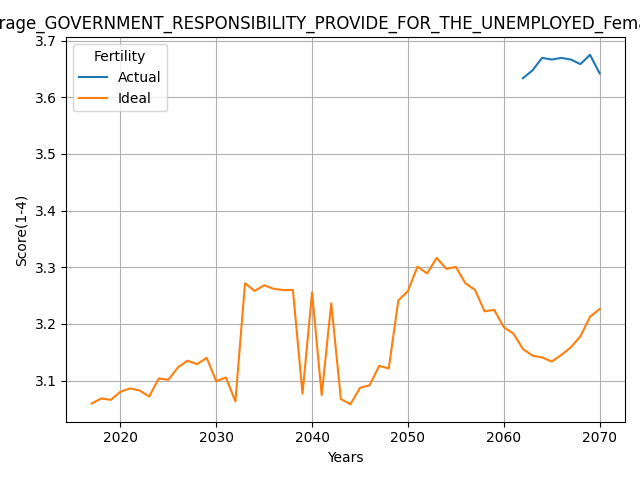 rage_GOVERNMENT_RESPONSIBILITY_PROVIDE_FOR_THE_UNEMPLOYED_Fema
Fertility
Actual
Ideal
Score(1-4)
3.7
3.6
3.5
3.4
3.3
3.2
3.1
2020 2030 2040 2050 2060 2070
Years